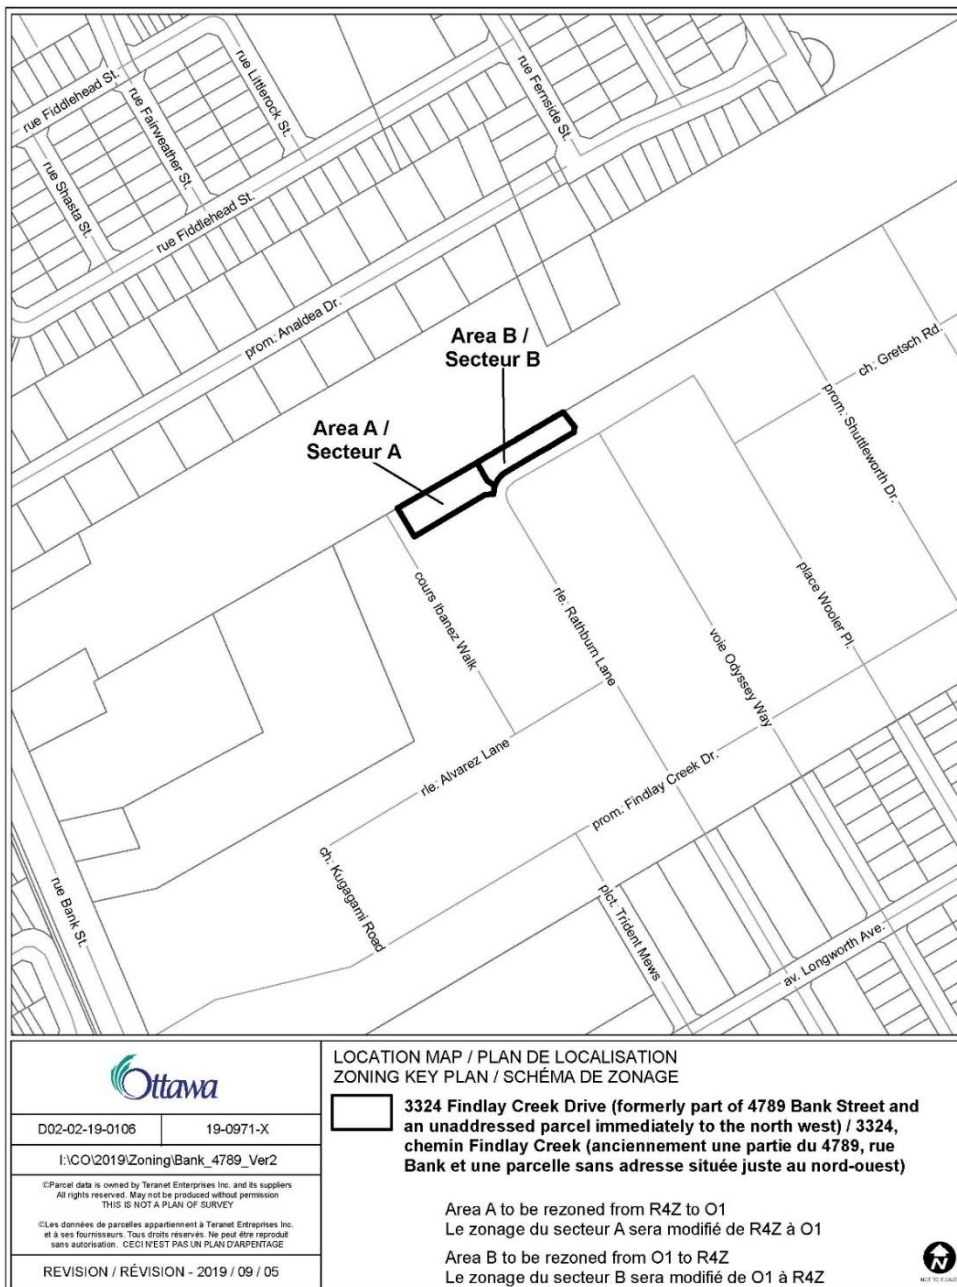 rue Fiddlehead St.
rue Fairweather St.
rue Littlerock St.
rue Fernside St.
rue Shasta St.
rue Fiddlehead St.
prom. Analdea Dr.
Area B /
Secteur B
ch. Gretsch Rd.
prom. Shuttleworth Dr.
Area A /
Secteur A
cours Ibanez Walk
rle. Rathburn Lane
voie Odyssey Way
place Wooler Pl.
rle. Alvarez Lane
prom. Findlay Creek Dr.
ch. Kugagami Road
rue Bank St.
plct. Trident Mews
av. Longworth Ave.
Ottawa
D02-02-19-0106
19-0971-X
I:\CO\2019\Zoning\Bank_4789_Ver2
©Parcel data is owned by Teranet Enterprises Inc. and its suppliers
All rights reserved. May not be produced without permission
THIS IS NOT A PLAN OF SURVEY
©Les données de parcelles appartiennent à Teranet Entreprises Inc.
et à ses fournisseurs. Tous droits réservés. Ne peut être reproduit
sans autorisation. CECI N'EST PAS UN PLAN D'ARPENTAGE
REVISION / RÉVISION - 2019 / 09 / 05
LOCATION MAP / PLAN DE LOCALISATION
ZONING KEY PLAN / SCHÉMA DE ZONAGE
3324 Findlay Creek Drive (formerly part of 4789 Bank Street and
an unaddressed parcel immediately to the north west) / 3324,
chemin Findlay Creek (anciennement une partie du 4789, rue
Bank et une parcelle sans adresse située juste au nord-ouest)
Area A to be rezoned from R4Z to O1
Le zonage du secteur A sera modifié de R4Z à O1
Area B to be rezoned from O1 to R4Z
Le zonage du secteur B sera modifié de O1 à R4Z
N
NOT TO SCALE